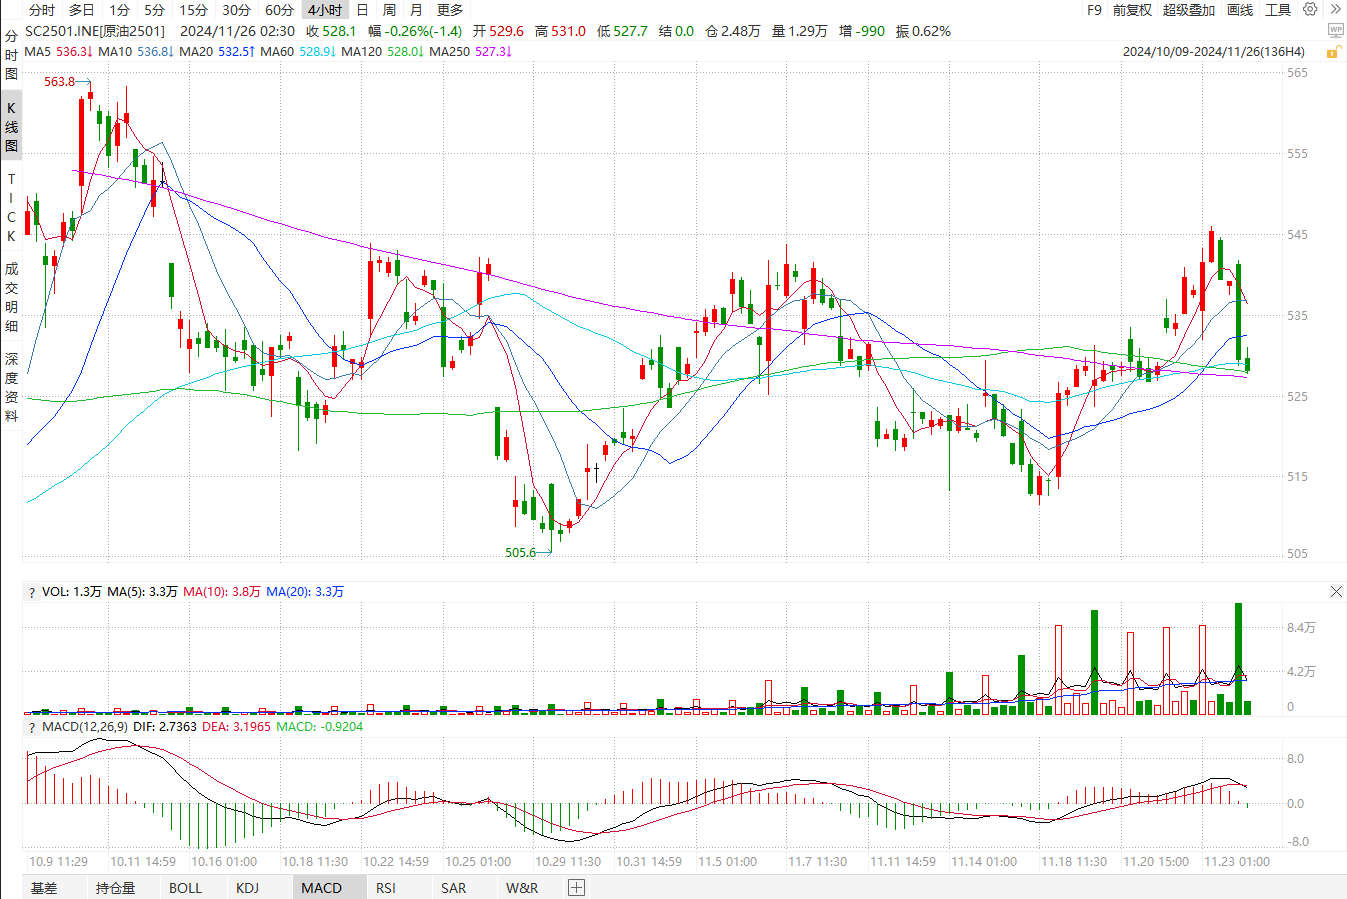 分时 多日 1分 5分 15分 30分 60分 4小时 日 周 月 更多 F9 前复权 超级叠加 画线 工具
SC2501.INE[原油2501] 2024/11/26 02:30 收 528.1 幅 -0.26%(-1.4) 开 529.6 高 531.0 低 527.7 结 0.0 仓 2.48万 量 1.29万 增 -990 振 0.62%
WP
MA5 536.3↓ MA10 536.8↓ MA20 532.5↑ MA60 528.9↓ MA120 528.0↓ MA250 527.3↓ 2024/10/09-2024/11/26(136H4)
分时图
K线图
TICK
成交明细
深度资料
563.8
505.6
565
555
545
535
525
515
505
? VOL: 1.3万 MA(5): 3.3万 MA(10): 3.8万 MA(20): 3.3万
8.4万
4.2万
0
? MACD(12,26,9) DIF: 2.7363 DEA: 3.1965 MACD: -0.9204
8.0
0.0
-8.0
10.9 11:29 10.11 14:59 10.16 01:00 10.18 11:30 10.22 14:59 10.25 01:00 10.29 11:30 10.31 14:59 11.5 01:00 11.7 11:30 11.11 14:59 11.14 01:00 11.18 11:30 11.20 15:00 11.23 01:00
基差 持仓量 BOLL KDJ MACD RSI SAR W&R